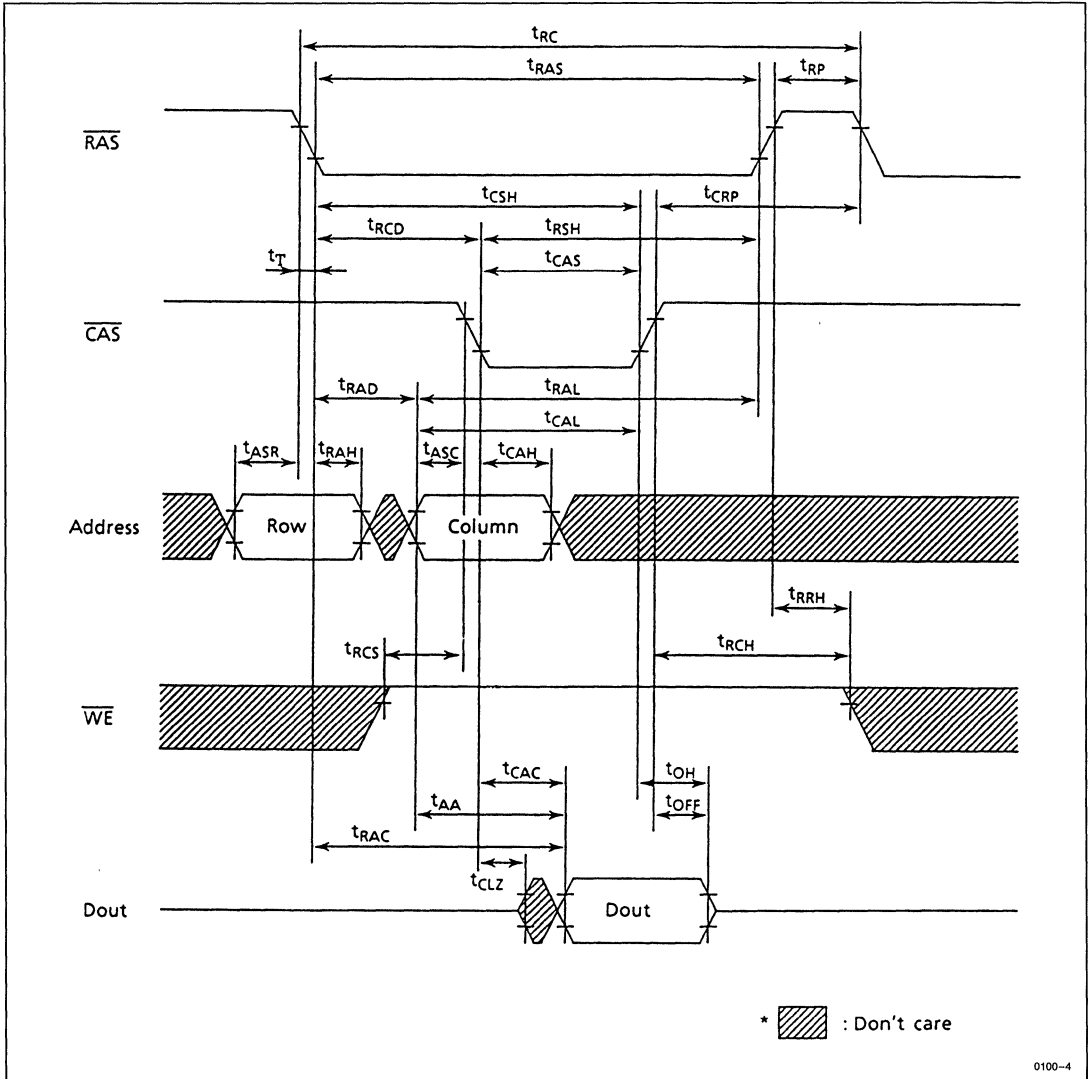 tRC
tRAS
tRP
RAS
tCSH
tCRP
tRCD
tRSH
tT
tCAS
CAS
tRAD
tRAL
tCAL
tASR
tRAH
tASC
tCAH
Address
Row
Column
tRRH
tRCS
tRCH
WE
tCAC
tOH
tAA
tOFF
tRAC
tCLZ
Dout
Dout
* : Don't care
0100-4